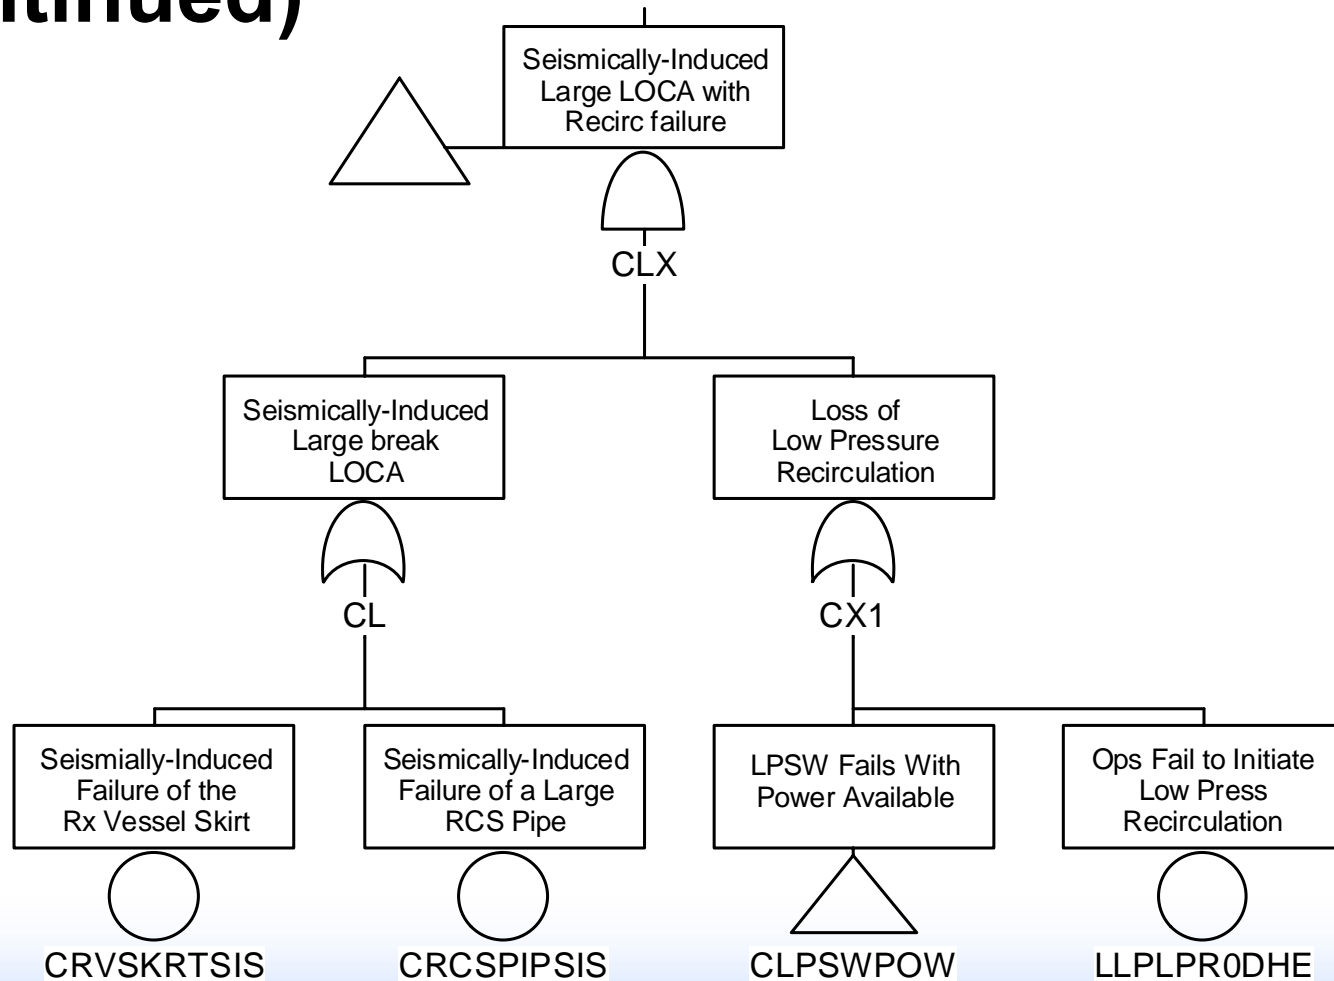 tinued)
Seismically-Induced
Large LOCA with
Recirc failure
CLX
Seismically-Induced
Large break
LOCA
Loss of
Low Pressure
Recirculation
CL
CX1
Seismially-Induced
Failure of the
Rx Vessel Skirt
Seismically-Induced
Failure of a Large
RCS Pipe
LPSW Fails With
Power Available
Ops Fail to Initiate
Low Press
Recirculation
CRVSKRTSIS
CRCSPIPSIS
CLPSWPOW
LLPLPR0DHE